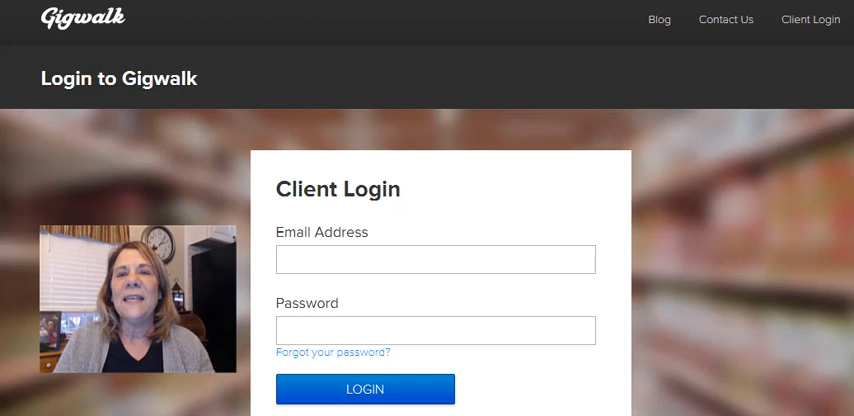 Gigwalk
Blog Contact Us Client Login
Login to Gigwalk
Client Login
Email Address
Password
Forgot your password?
LOGIN